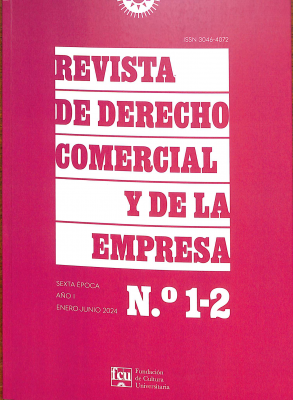 ISSN 3046-4072
REVISTA
DE DERECHO
COMERCIAL
Y DE LA
EMPRESA
SEXTA ÉPOCA
AÑO I
ENERO-JUNIO 2024
N.º 1-2
fcu
Fundación
de Cultura
Universitaria